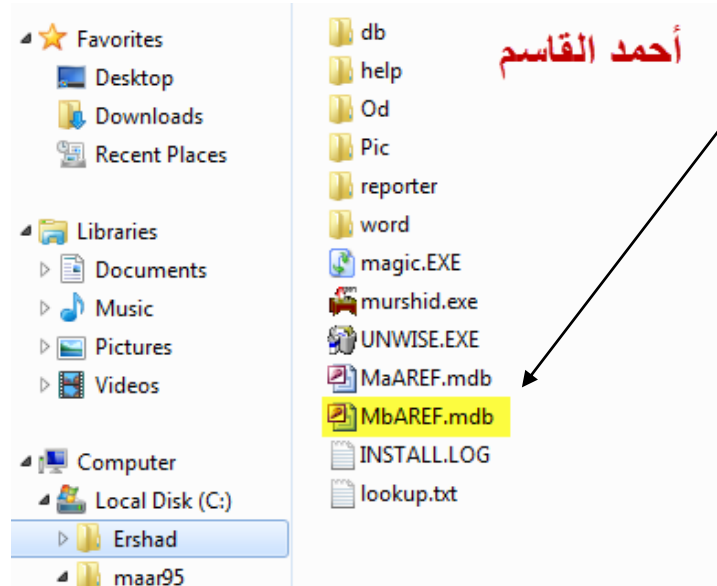 Favorites
Desktop
Downloads
Recent Places
Libraries
Documents
Music
Pictures
Videos
Computer
Local Disk (C:)
Ershad
maar95
أحمد القاسم
db
help
Od
Pic
reporter
word
magic.EXE
murshid.exe
UNWISE.EXE
MaAREF.mdb
MbAREF.mdb
INSTALL.LOG
lookup.txt